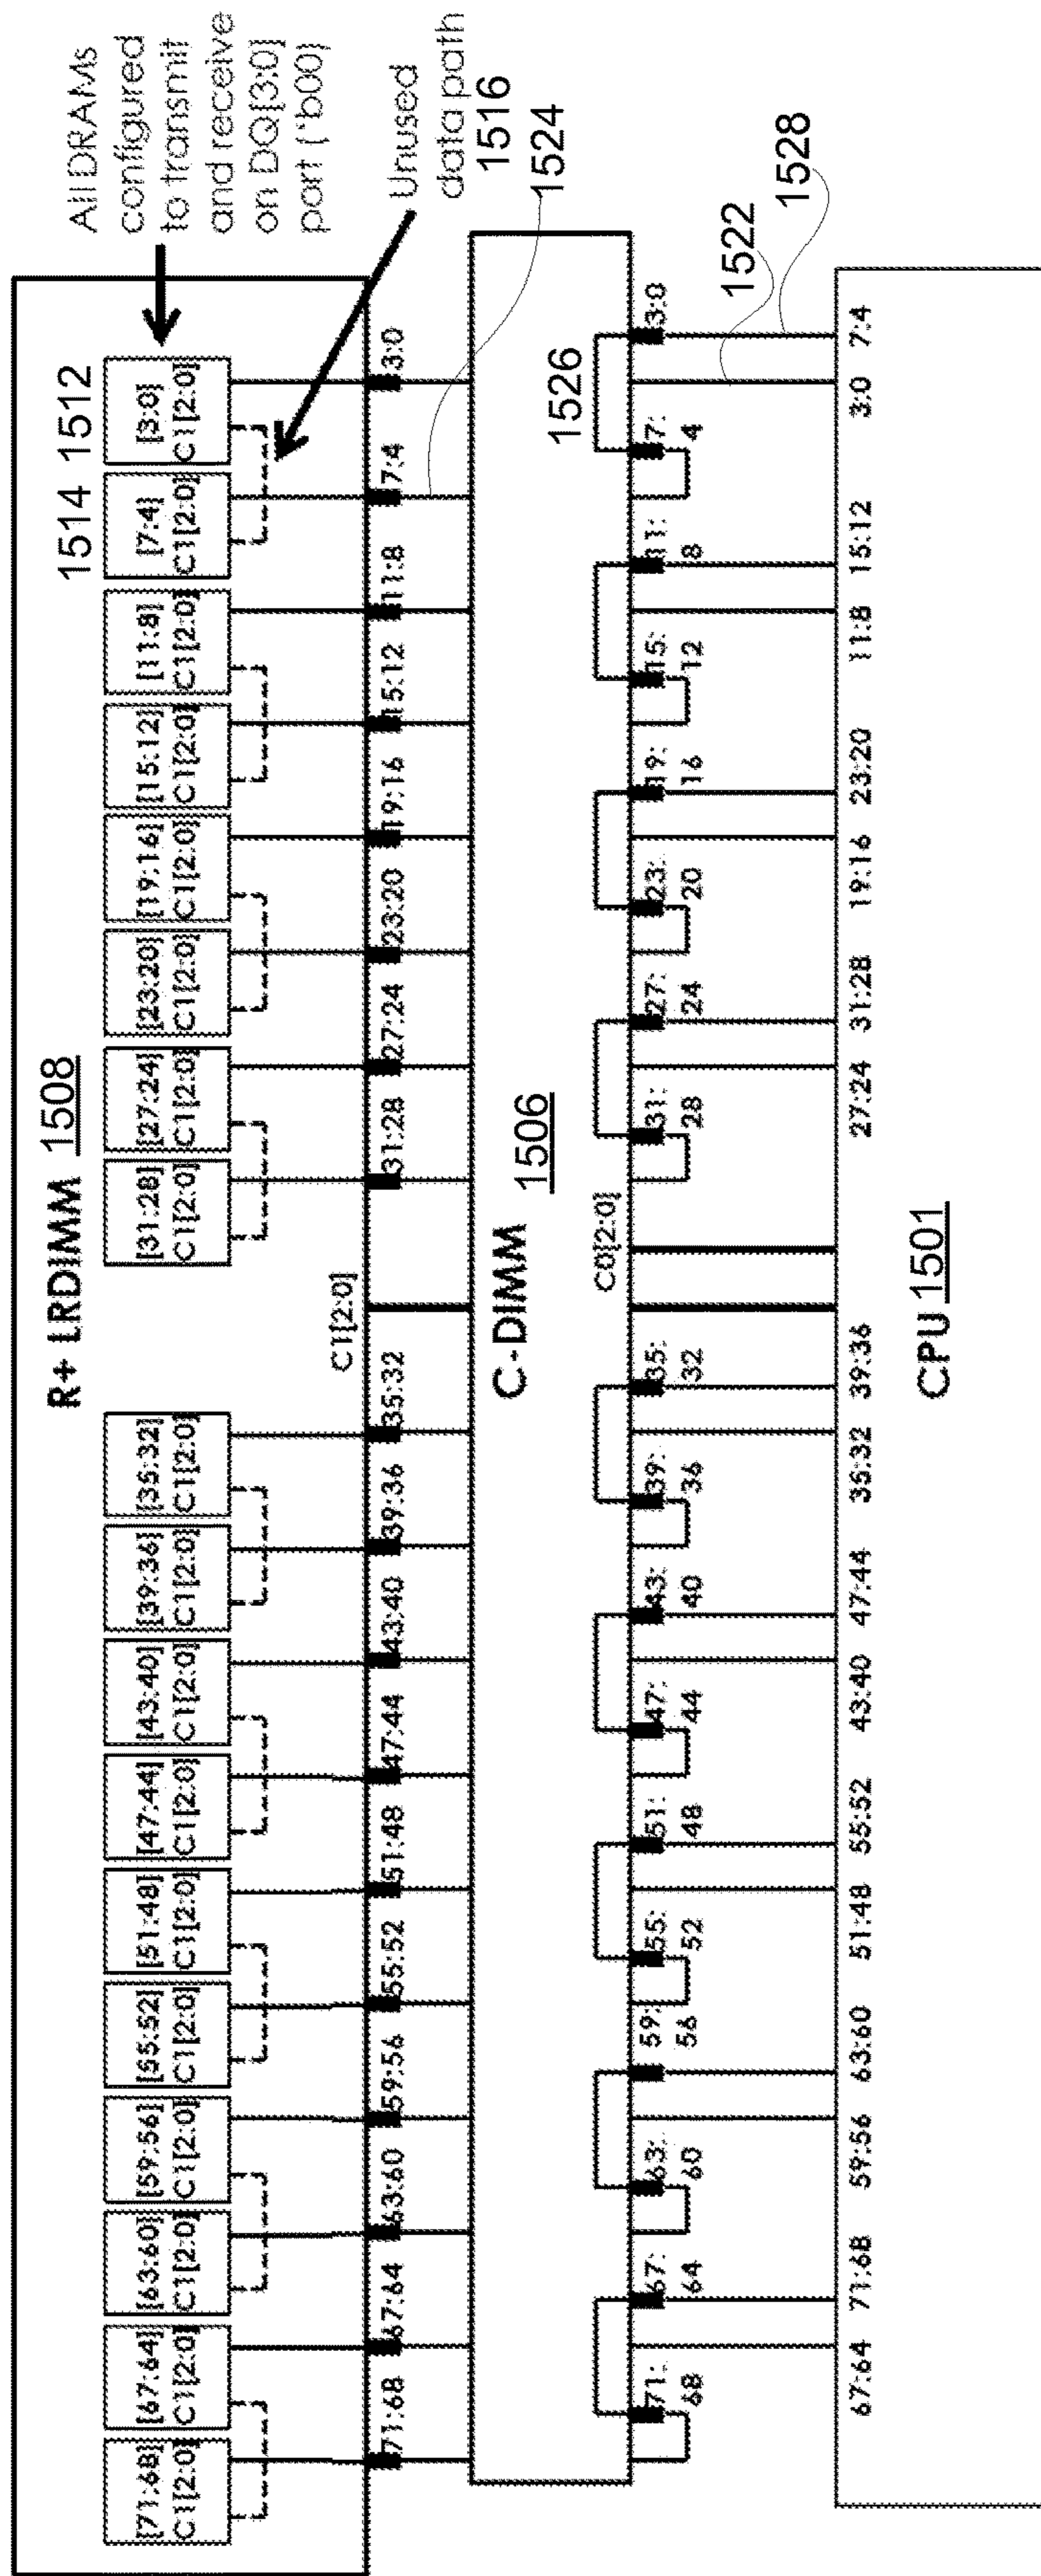 R+ LRDIMM 1508
1514 1512
All DRAMs
configured
to transmit
and receive
on DQ[3:0]
port ('b00)
[71:68]
C1[2:0]
[67:64]
C1[2:0]
[63:60]
C1[2:0]
[59:56]
C1[2:0]
[55:52]
C1[2:0]
[51:48]
C1[2:0]
[47:44]
C1[2:0]
[43:40]
C1[2:0]
[39:36]
C1[2:0]
[35:32]
C1[2:0]
[31:28]
C1[2:0]
[27:24]
C1[2:0]
[23:20]
C1[2:0]
[19:16]
C1[2:0]
[15:12]
C1[2:0]
[11:8]
C1[2:0]
[7:4]
C1[2:0]
[3:0]
C1[2:0]
C1[2:0]
Unused
data path
1516
1524
71:68 67:64 63:60 59:56 55:52 51:48 47:44 43:40 39:36 35:32 31:28 27:24 23:20 19:16 15:12 11:8 7:4 3:0
C-DIMM 1506
1526
C0[2:0]
71:
68
67:
64
63:
60
59:
56
55:
52
51:
48
47:
44
43:
40
39:
36
35:
32
31:
28
27:
24
23:
20
19:
16
15:
12
11:
8
7:
4
3:0
1522
1528
67:64 71:68 59:56 63:60 51:48 55:52 43:40 47:44 35:32 39:36 27:24 31:28 19:16 23:20 11:8 15:12 3:0 7:4
CPU 1501